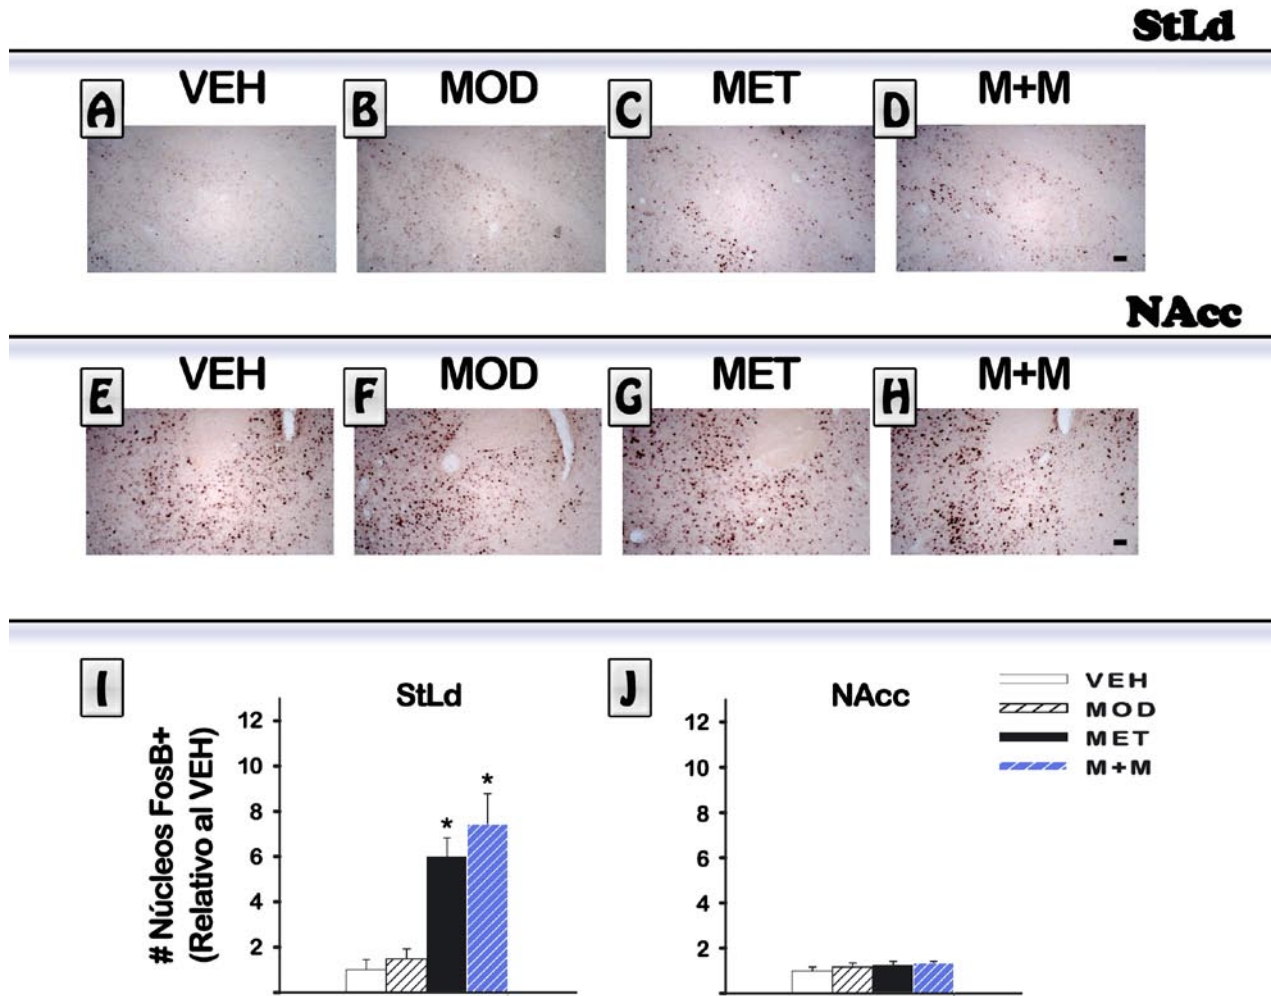 StLd
VEH MOD MET M+M
A B C D
NAcc
VEH MOD MET M+M
E F G H
I StLd
# Núcleos FosB+
(Relativo al VEH)
12
10
8
6
4
2
*
*
J NAcc
12
10
8
6
4
2
VEH
MOD
MET
M+M